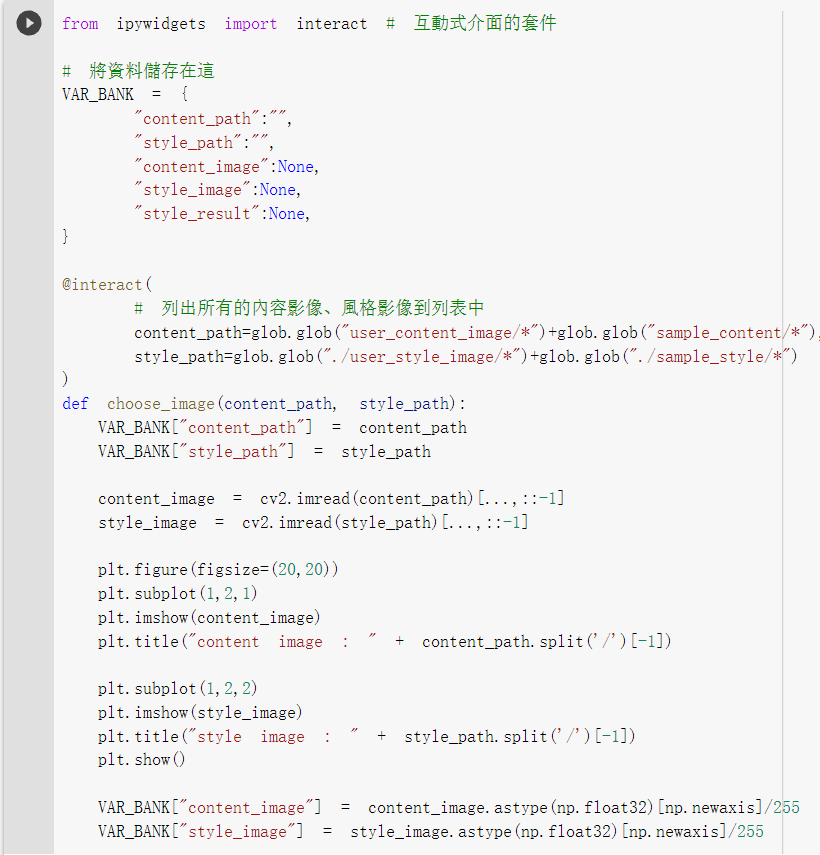 from ipywidgets import interact # 互動式介面的套件
# 將資料儲存在這
VAR_BANK = {
"content_path":"",
"style_path":"",
"content_image":None,
"style_image":None,
"style_result":None,
}
@interact(
# 列出所有的內容影像、風格影像到列表中
content_path=glob.glob("user_content_image/*")+glob.glob("sample_content/*"),
style_path=glob.glob("./user_style_image/*")+glob.glob("./sample_style/*")
)
def choose_image(content_path, style_path):
VAR_BANK["content_path"] = content_path
VAR_BANK["style_path"] = style_path
content_image = cv2.imread(content_path)[...,::-1]
style_image = cv2.imread(style_path)[...,::-1]
plt.figure(figsize=(20,20))
plt.subplot(1,2,1)
plt.imshow(content_image)
plt.title("content image : " + content_path.split('/')[-1])
plt.subplot(1,2,2)
plt.imshow(style_image)
plt.title("style image : " + style_path.split('/')[-1])
plt.show()
VAR_BANK["content_image"] = content_image.astype(np.float32)[np.newaxis]/255
VAR_BANK["style_image"] = style_image.astype(np.float32)[np.newaxis]/255